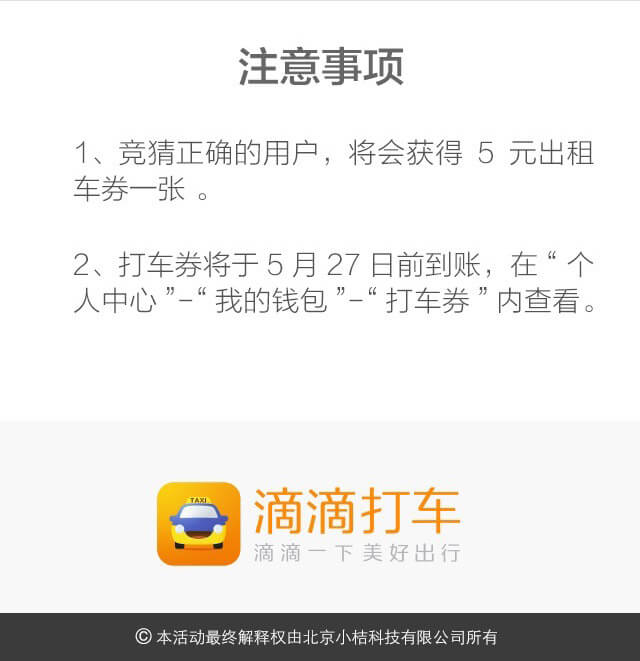 注意事项
1、竞猜正确的用户，将会获得 5 元出租
车券一张 。
2、打车券将于 5 月 27 日前到账，在 “ 个
人中心 ”-“ 我的钱包 ”-“ 打车券 ” 内查看。
TAXI
滴滴打车
滴滴一下 美好出行
© 本活动最终解释权由北京小桔科技有限公司所有